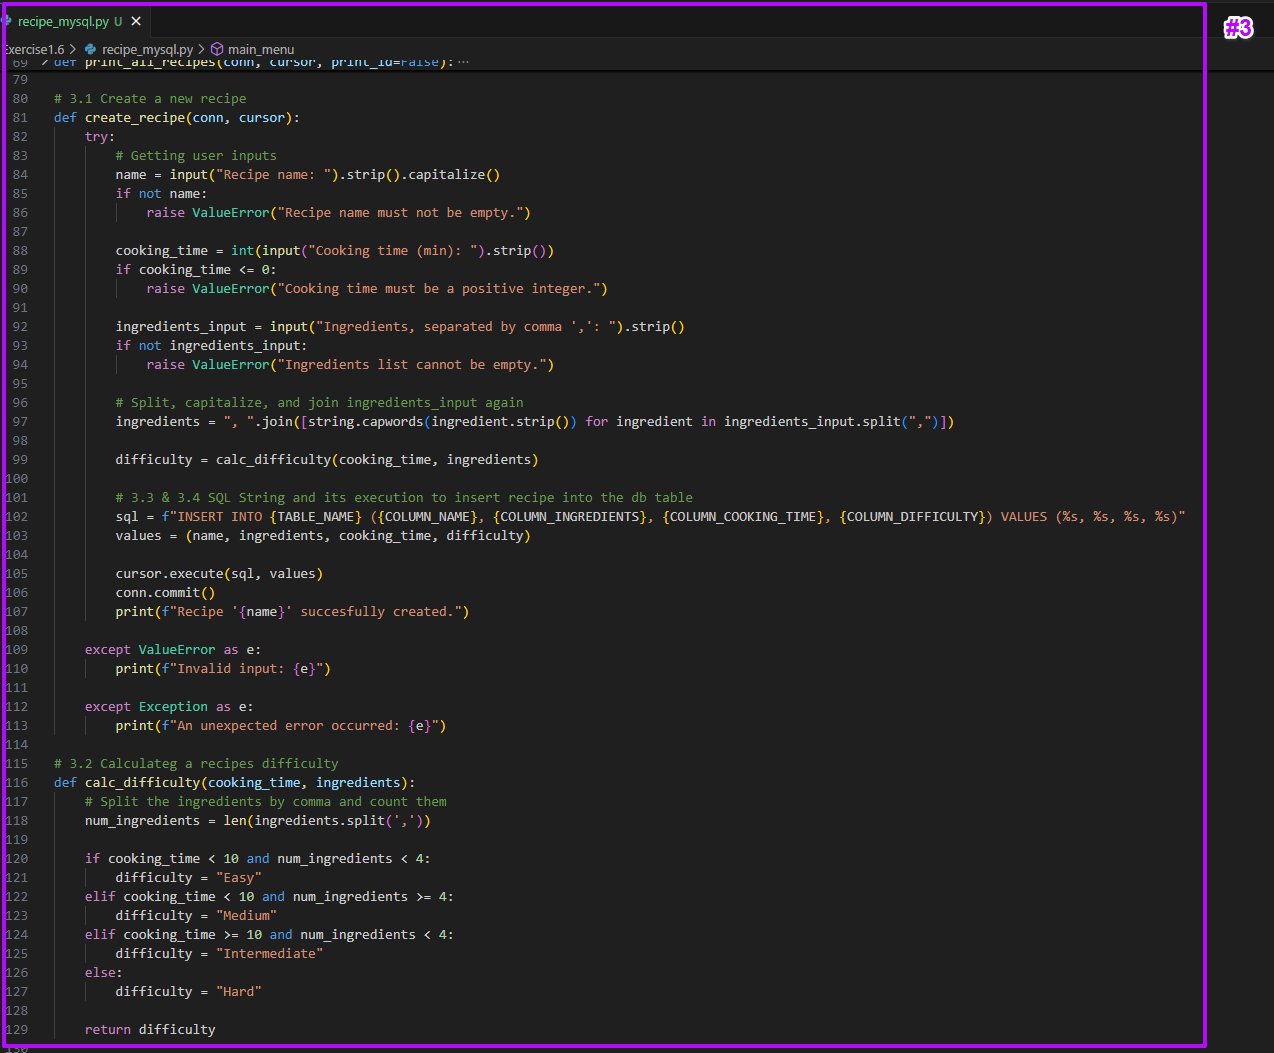 recipe_mysql.py U ×
#3
Exercise1.6 > recipe_mysql.py > main_menu
69 > def print_all_recipes(conn, cursor, print_id=False): ···
79
80 # 3.1 Create a new recipe
81 def create_recipe(conn, cursor):
82     try:
83         # Getting user inputs
84         name = input("Recipe name: ").strip().capitalize()
85         if not name:
86             raise ValueError("Recipe name must not be empty.")
87
88         cooking_time = int(input("Cooking time (min): ").strip())
89         if cooking_time <= 0:
90             raise ValueError("Cooking time must be a positive integer.")
91
92         ingredients_input = input("Ingredients, separated by comma ',': ").strip()
93         if not ingredients_input:
94             raise ValueError("Ingredients list cannot be empty.")
95
96         # Split, capitalize, and join ingredients_input again
97         ingredients = ", ".join([string.capwords(ingredient.strip()) for ingredient in ingredients_input.split(",")])
98
99         difficulty = calc_difficulty(cooking_time, ingredients)
100
101         # 3.3 & 3.4 SQL String and its execution to insert recipe into the db table
102         sql = f"INSERT INTO {TABLE_NAME} ({COLUMN_NAME}, {COLUMN_INGREDIENTS}, {COLUMN_COOKING_TIME}, {COLUMN_DIFFICULTY}) VALUES (%s, %s, %s, %s)"
103         values = (name, ingredients, cooking_time, difficulty)
104
105         cursor.execute(sql, values)
106         conn.commit()
107         print(f"Recipe '{name}' succesfully created.")
108
109     except ValueError as e:
110         print(f"Invalid input: {e}")
111
112     except Exception as e:
113         print(f"An unexpected error occurred: {e}")
114
115 # 3.2 Calculateg a recipes difficulty
116 def calc_difficulty(cooking_time, ingredients):
117     # Split the ingredients by comma and count them
118     num_ingredients = len(ingredients.split(','))
119
120     if cooking_time < 10 and num_ingredients < 4:
121         difficulty = "Easy"
122     elif cooking_time < 10 and num_ingredients >= 4:
123         difficulty = "Medium"
124     elif cooking_time >= 10 and num_ingredients < 4:
125         difficulty = "Intermediate"
126     else:
127         difficulty = "Hard"
128
129     return difficulty
130